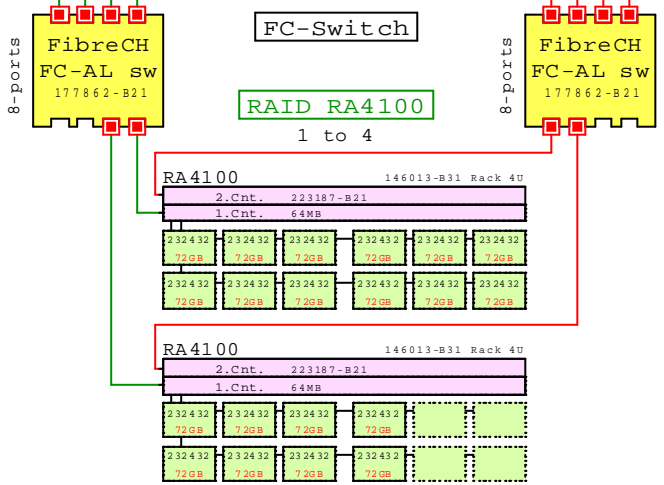 FC-Switch
8-ports
FibreCH
FC-AL sw
177862-B21
8-ports
FibreCH
FC-AL sw
177862-B21
RAID RA4100
1 to 4
RA4100 146013-B31 Rack 4U
2.Cnt. 223187-B21
1.Cnt. 64MB
232432 232432 232432 232432 232432 232432
72GB 72GB 72GB 72GB 72GB 72GB
232432 232432 232432 232432 232432 232432
72GB 72GB 72GB 72GB 72GB 72GB
RA4100 146013-B31 Rack 4U
2.Cnt. 223187-B21
1.Cnt. 64MB
232432 232432 232432 232432
72GB 72GB 72GB 72GB
232432 232432 232432 232432
72GB 72GB 72GB 72GB